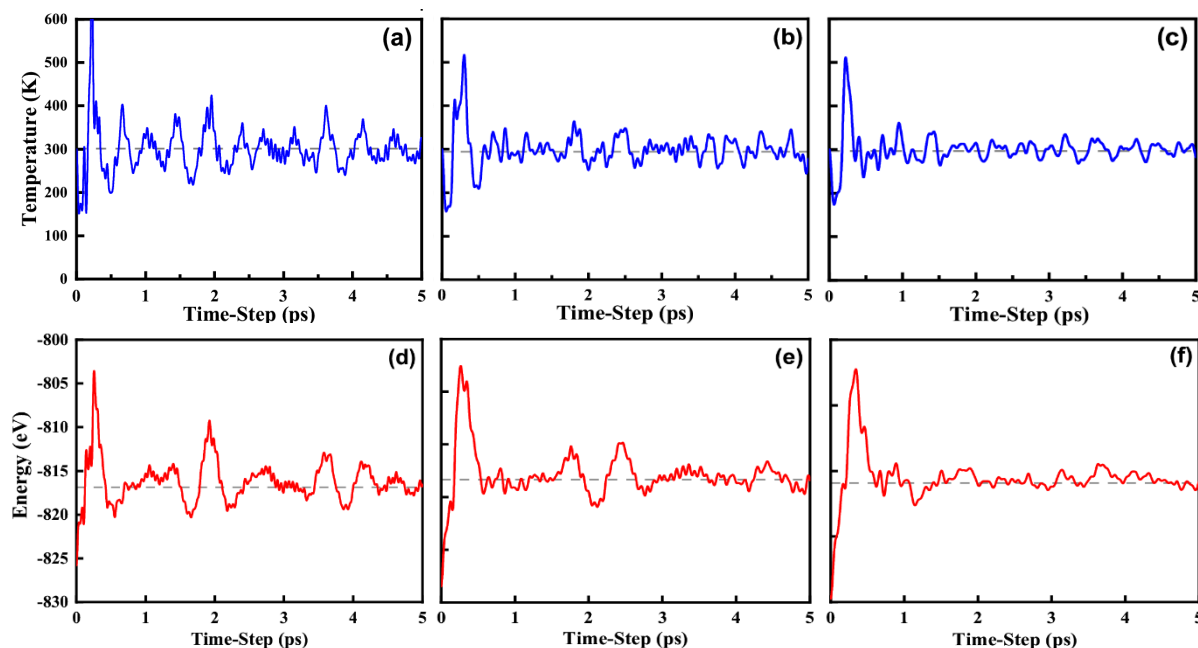 (a)
600
500
400
300
200
100
0
Temperature (K)
0 1 2 3 4 5
Time-Step (ps)
(b)
0 1 2 3 4 5
Time-Step (ps)
(c)
0 1 2 3 4 5
Time-Step (ps)
(d)
-800
-805
-810
-815
-820
-825
-830
Energy (eV)
0 1 2 3 4 5
Time-Step (ps)
(e)
0 1 2 3 4 5
Time-Step (ps)
(f)
0 1 2 3 4 5
Time-Step (ps)